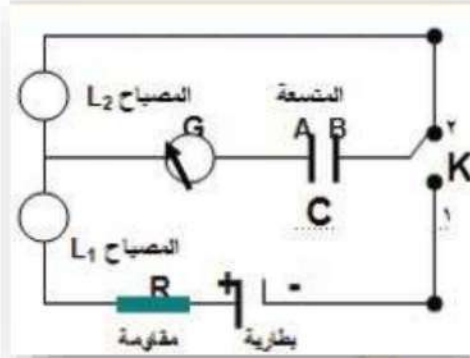 المصباح L₂
المتسعة
G
A B
٢
K
C
١
المصباح L₁
R
+ -
مقاومة
بطارية